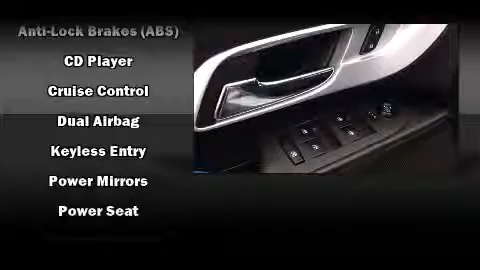 Anti-Lock Brakes (ABS)
CD Player
Cruise Control
Dual Airbag
Keyless Entry
Power Mirrors
Power Seat